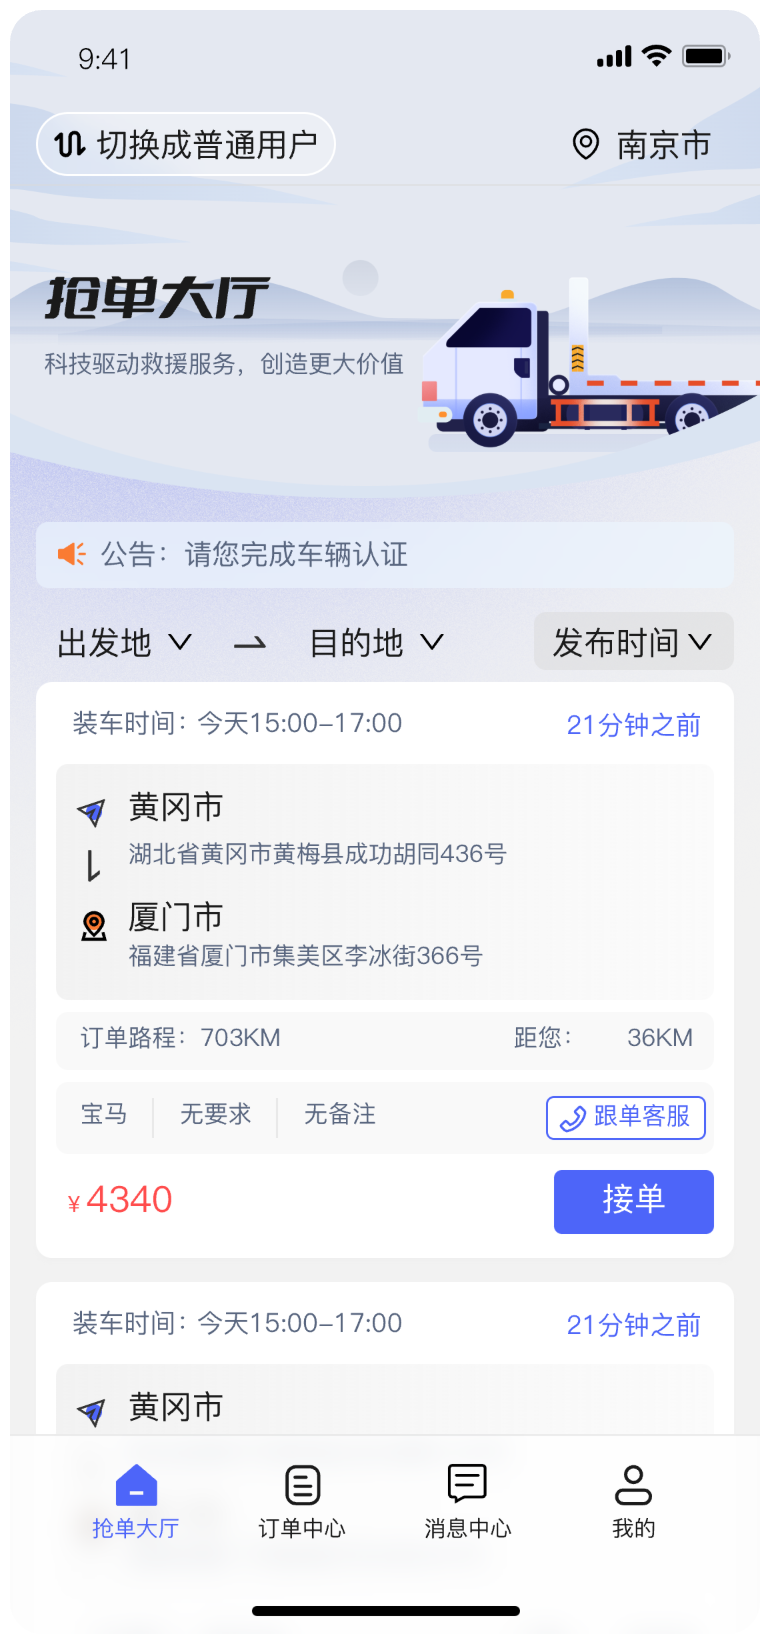 9:41
切换成普通用户
南京市
抢单大厅
科技驱动救援服务，创造更大价值
公告：请您完成车辆认证
出发地
目的地
发布时间
装车时间：今天15:00-17:00
21分钟之前
黄冈市
湖北省黄冈市黄梅县成功胡同436号
厦门市
福建省厦门市集美区李冰街366号
订单路程：703KM
距您：
36KM
宝马
无要求
无备注
跟单客服
¥4340
接单
装车时间：今天15:00-17:00
21分钟之前
黄冈市
抢单大厅
订单中心
消息中心
我的